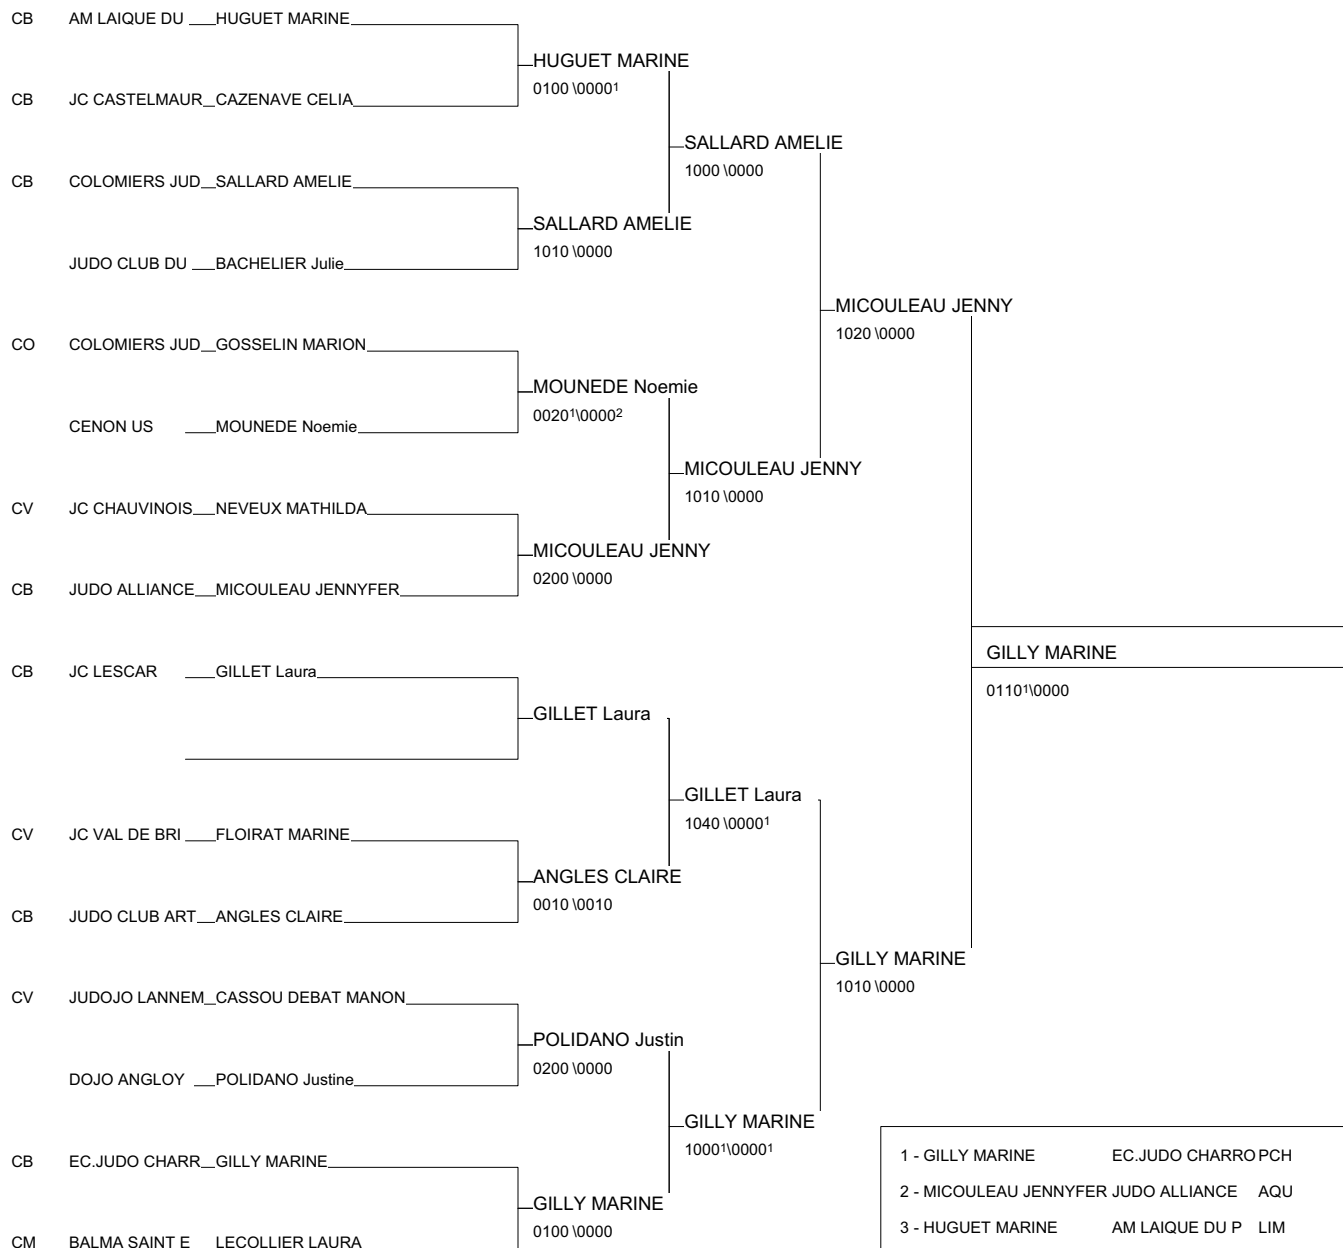 CB AM LAIQUE DU HUGUET MARINE
HUGUET MARINE
0100 \0000¹
CB JC CASTELMAUR CAZENAVE CELIA
SALLARD AMELIE
1000 \0000
CB COLOMIERS JUD SALLARD AMELIE
SALLARD AMELIE
1010 \0000
JUDO CLUB DU BACHELIER Julie
MICOULEAU JENNY
1020 \0000
CO COLOMIERS JUD GOSSELIN MARION
MOUNEDE Noemie
0020¹\0000²
CENON US MOUNEDE Noemie
MICOULEAU JENNY
1010 \0000
CV JC CHAUVINOIS NEVEUX MATHILDA
MICOULEAU JENNY
0200 \0000
CB JUDO ALLIANCE MICOULEAU JENNYFER
GILLY MARINE
0110¹\0000
CB JC LESCAR GILLET Laura
GILLET Laura
GILLET Laura
1040 \0000¹
CV JC VAL DE BRI FLOIRAT MARINE
ANGLES CLAIRE
0010 \0010
CB JUDO CLUB ART ANGLES CLAIRE
GILLY MARINE
1010 \0000
CV JUDOJO LANNEM CASSOU DEBAT MANON
POLIDANO Justin
0200 \0000
DOJO ANGLOY POLIDANO Justine
GILLY MARINE
1000¹\0000¹
CB EC.JUDO CHARR GILLY MARINE
GILLY MARINE
0100 \0000
CM BALMA SAINT E LECOLLIER LAURA
1 - GILLY MARINE EC.JUDO CHARRO PCH
2 - MICOULEAU JENNYFER JUDO ALLIANCE AQU
3 - HUGUET MARINE AM LAIQUE DU P LIM